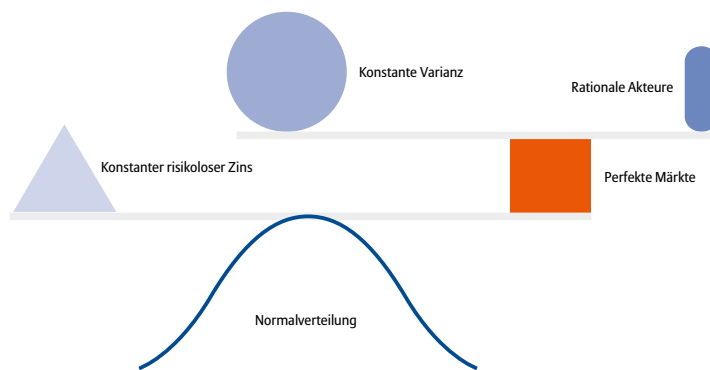 Konstante Varianz
Rationale Akteure
Konstanter risikoloser Zins
Perfekte Märkte
Normalverteilung